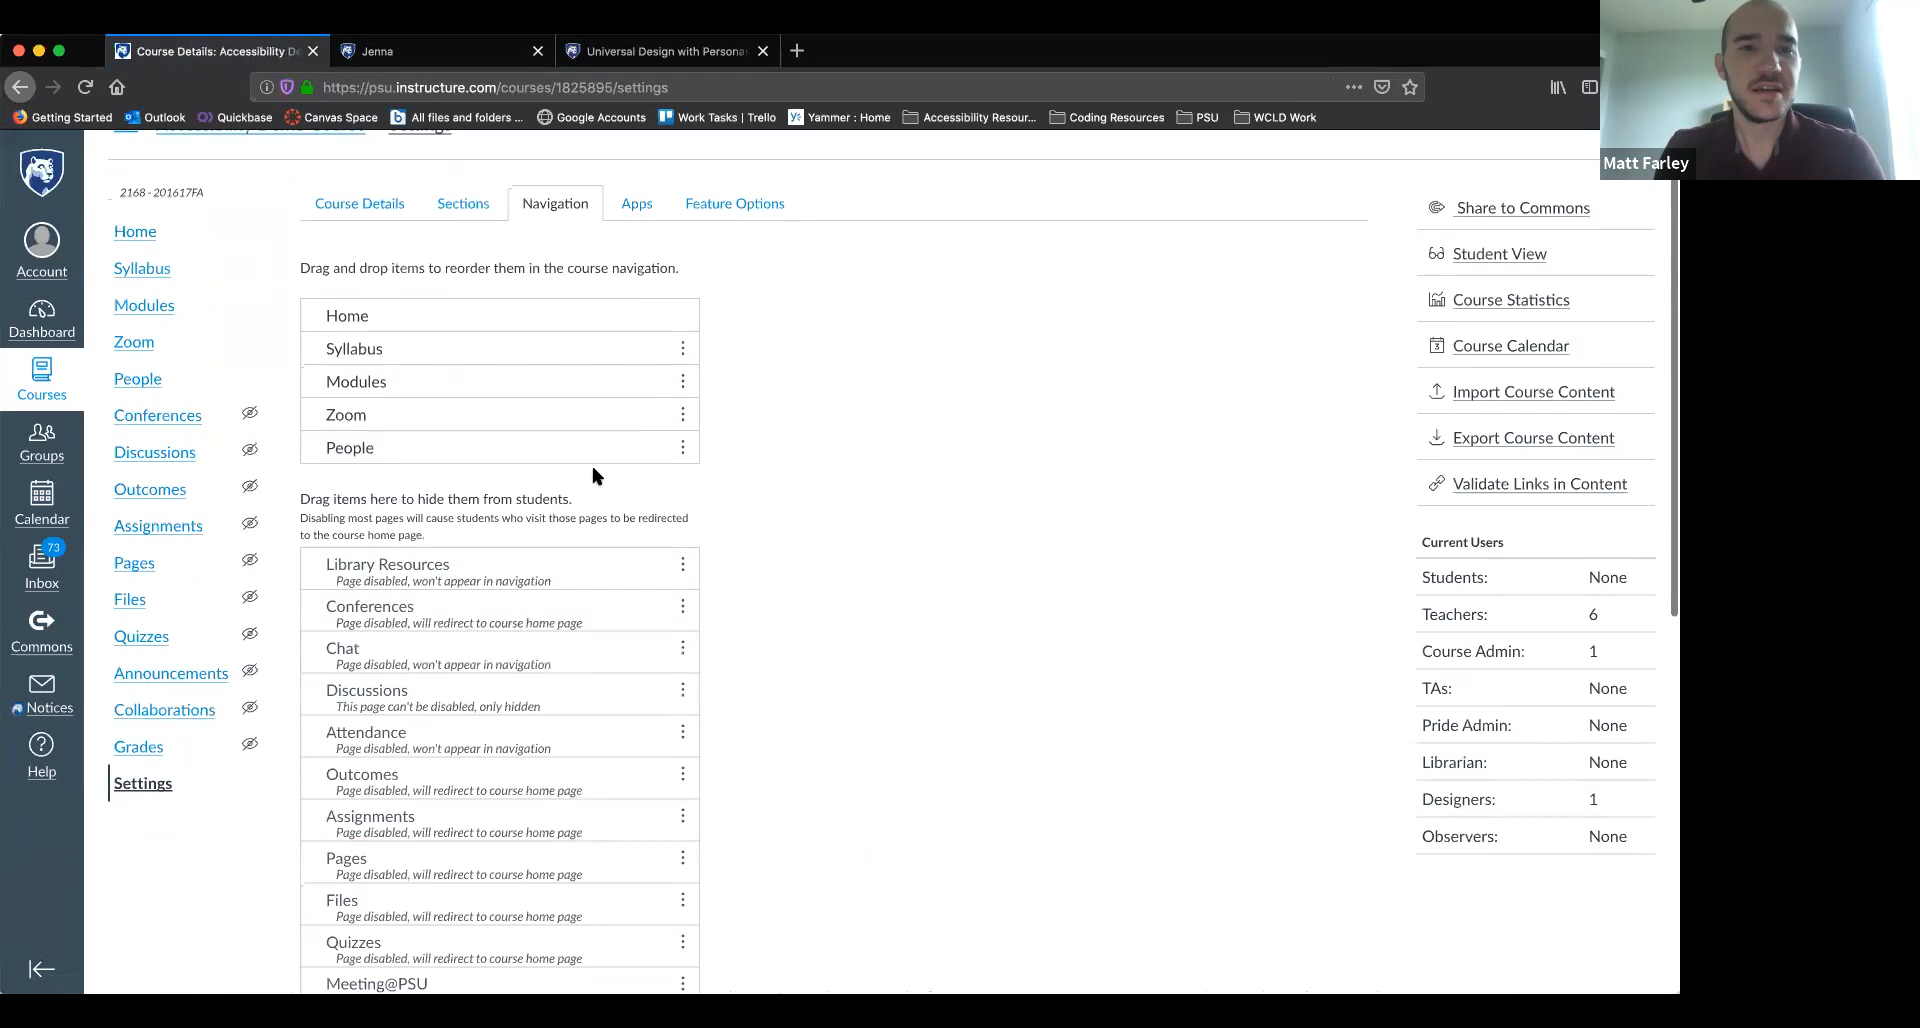 Course Details: Accessibility De
Jenna
Universal Design with Persona
https://psu.instructure.com/courses/1825895/settings
Getting Started
Outlook
Quickbase
Canvas Space
All files and folders ...
Google Accounts
Work Tasks | Trello
Yammer : Home
Accessibility Resour...
Coding Resources
PSU
WCLD Work
Matt Farley
Accessibility Demo Course
Settings
Account
Dashboard
Courses
Groups
Calendar
73
Inbox
Commons
Notices
Help
2168 - 201617FA
Home
Syllabus
Modules
Zoom
People
Conferences
Discussions
Outcomes
Assignments
Pages
Files
Quizzes
Announcements
Collaborations
Grades
Settings
Course Details
Sections
Navigation
Apps
Feature Options
Drag and drop items to reorder them in the course navigation.
Home
Syllabus
Modules
Zoom
People
Drag items here to hide them from students.
Disabling most pages will cause students who visit those pages to be redirected
to the course home page.
Library Resources
Page disabled, won't appear in navigation
Conferences
Page disabled, will redirect to course home page
Chat
Page disabled, won't appear in navigation
Discussions
This page can't be disabled, only hidden
Attendance
Page disabled, won't appear in navigation
Outcomes
Page disabled, will redirect to course home page
Assignments
Page disabled, will redirect to course home page
Pages
Page disabled, will redirect to course home page
Files
Page disabled, will redirect to course home page
Quizzes
Page disabled, will redirect to course home page
Meeting@PSU
Share to Commons
Student View
Course Statistics
3
Course Calendar
Import Course Content
Export Course Content
Validate Links in Content
Current Users
Students: None
Teachers: 6
Course Admin: 1
TAs: None
Pride Admin: None
Librarian: None
Designers: 1
Observers: None